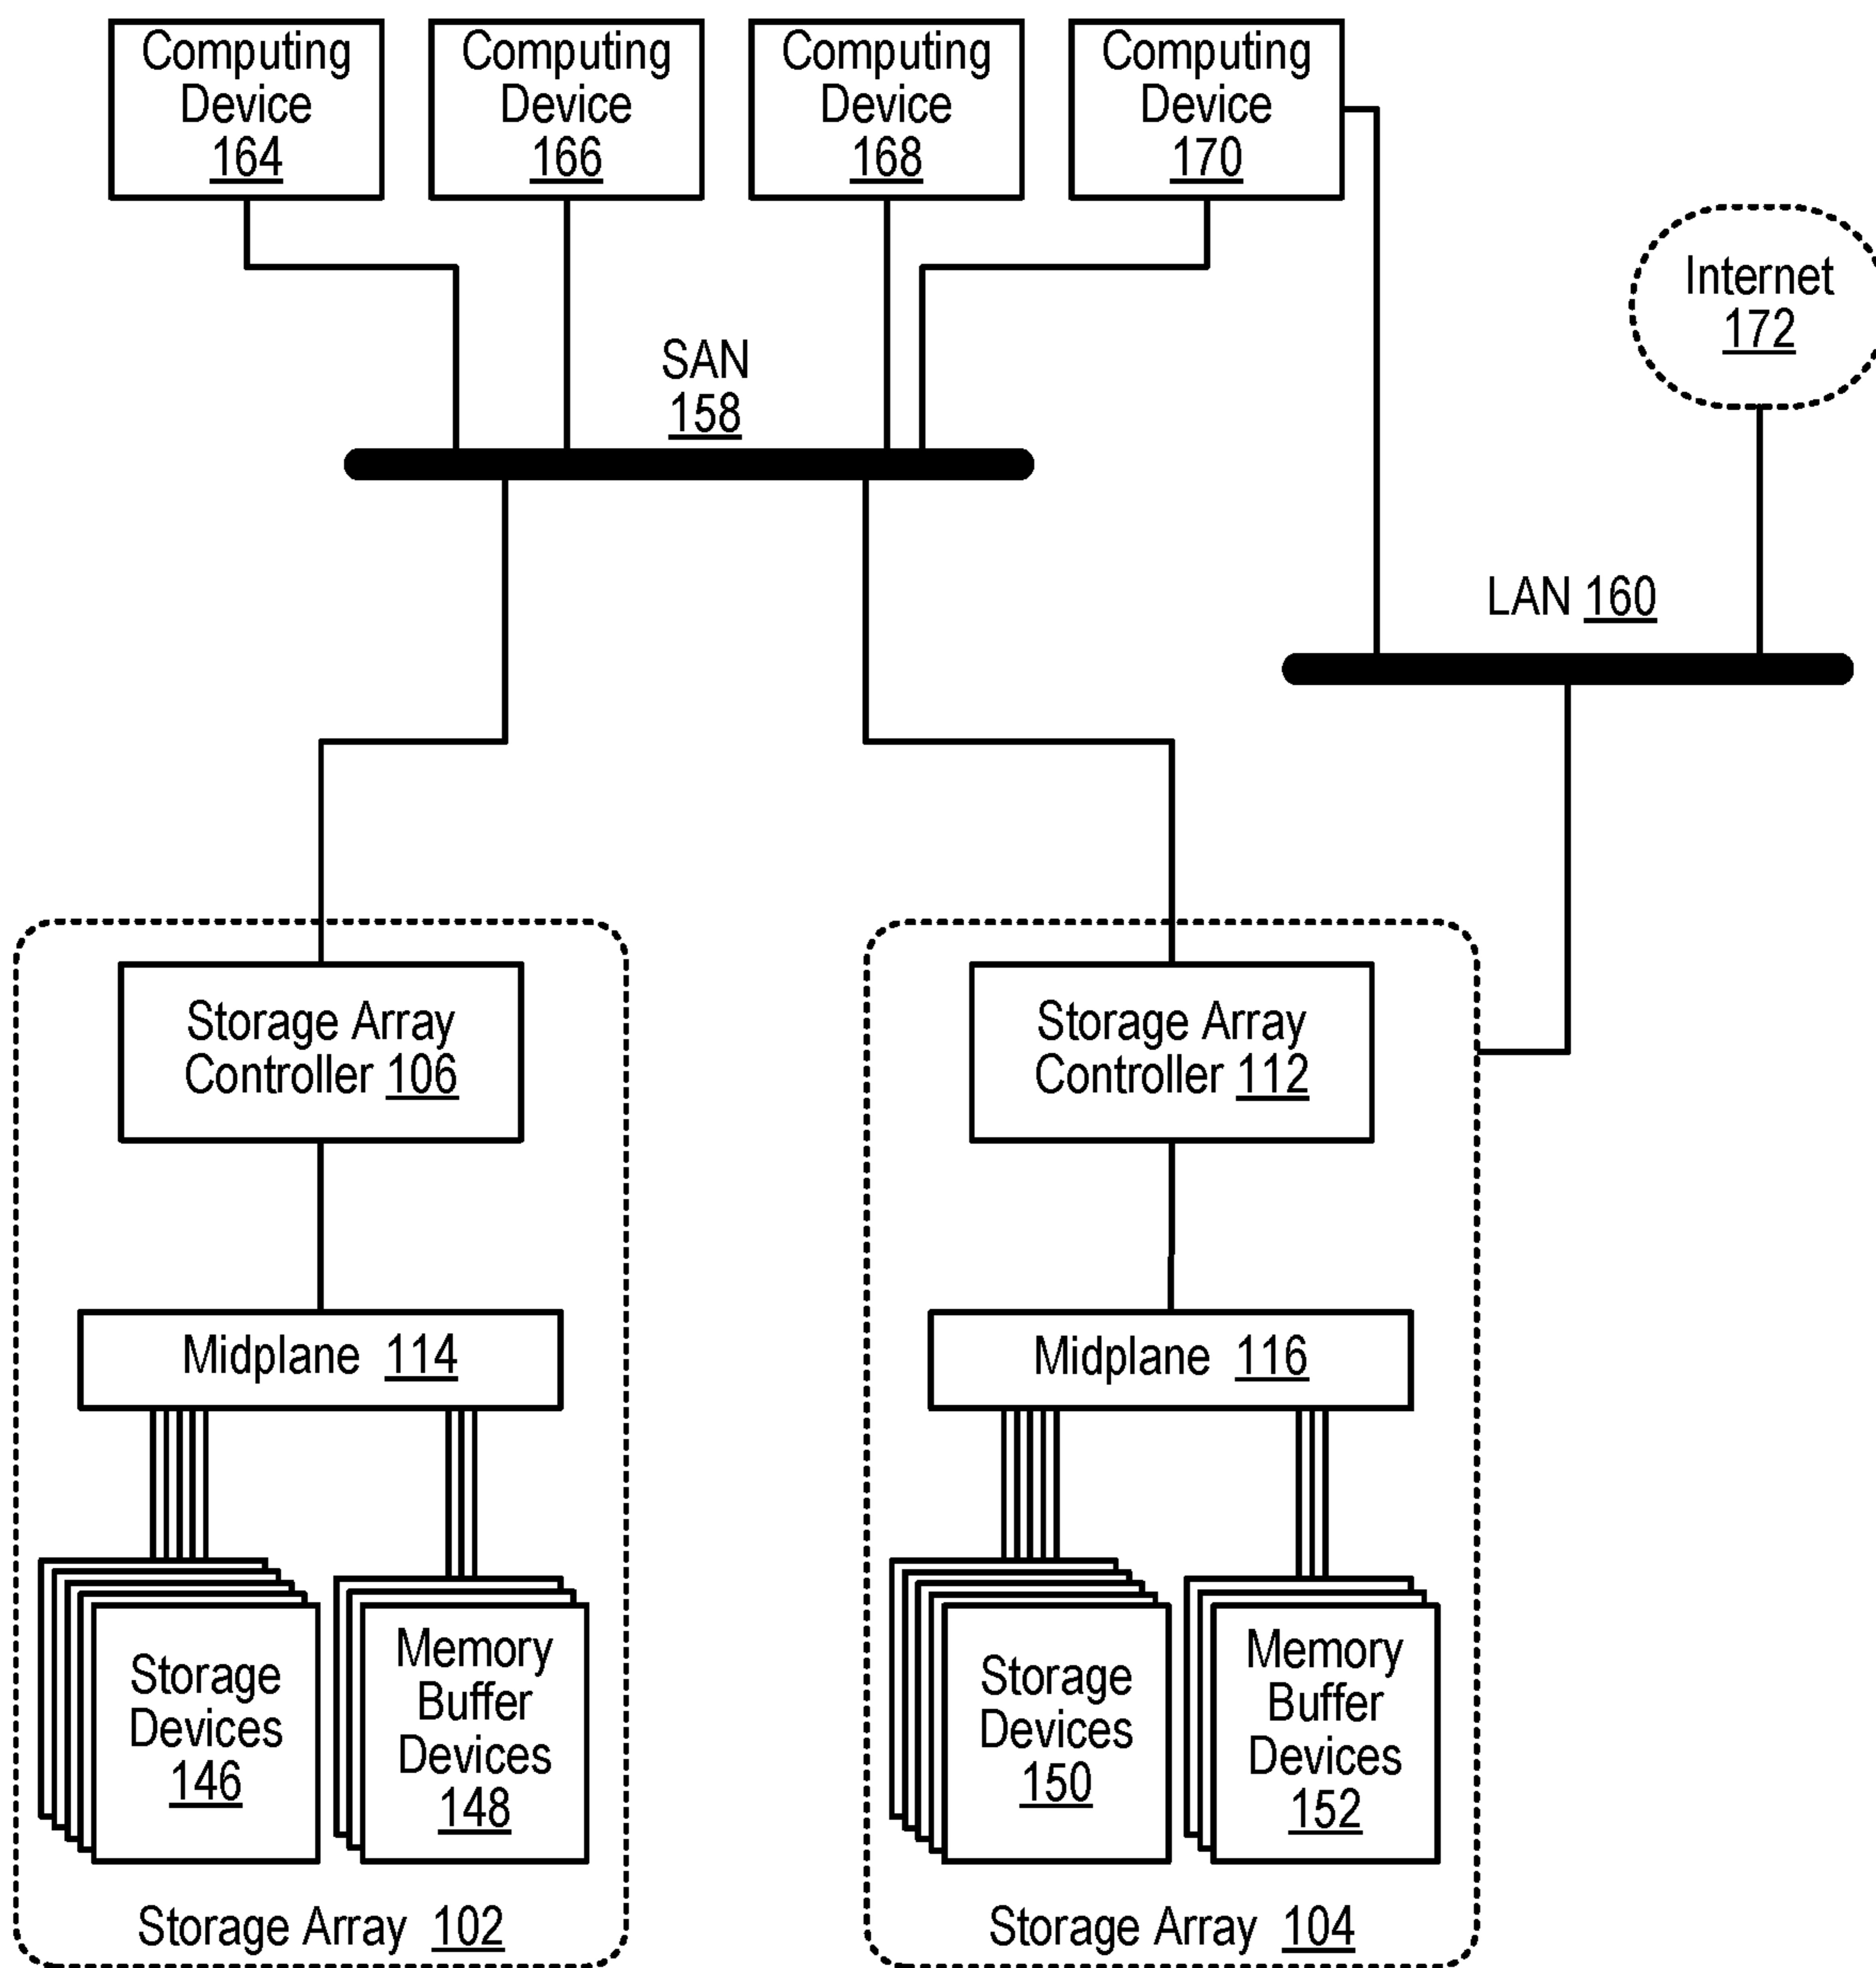 Computing
Device
164
Computing
Device
166
Computing
Device
168
Computing
Device
170
Internet
172
SAN
158
LAN 160
Storage Array
Controller 106
Storage Array
Controller 112
Midplane 114
Midplane 116
Storage
Devices
146
Memory
Buffer
Devices
148
Storage
Devices
150
Memory
Buffer
Devices
152
Storage Array 102
Storage Array 104